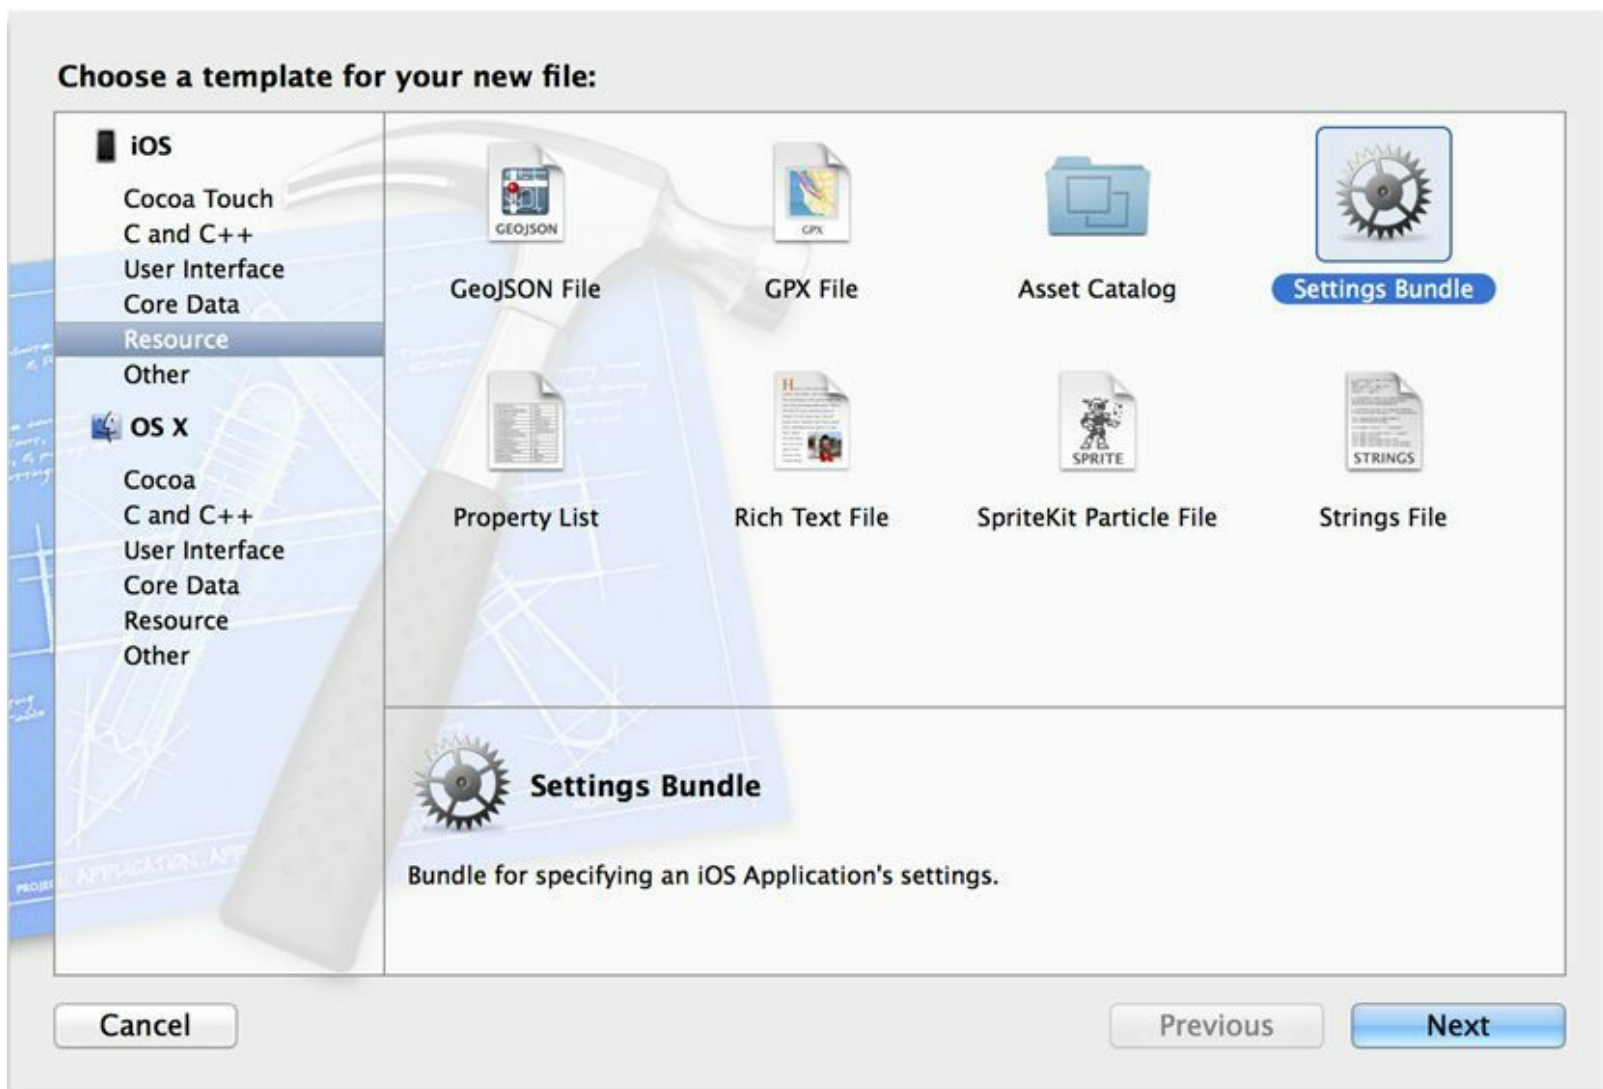 Choose a template for your new file:
iOS
Cocoa Touch
C and C++
User Interface
Core Data
Resource
Other
OS X
Cocoa
C and C++
User Interface
Core Data
Resource
Other
GEOJSON
GPX
GeoJSON File
GPX File
Asset Catalog
Settings Bundle
SPRITE
STRINGS
Property List
Rich Text File
SpriteKit Particle File
Strings File
Settings Bundle
Bundle for specifying an iOS Application's settings.
Cancel
Previous
Next